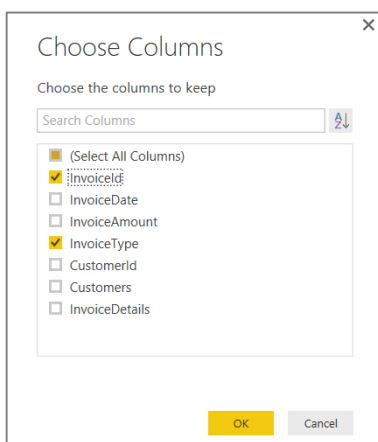 Choose Columns
Choose the columns to keep
Search Columns
A
Z
(Select All Columns)
InvoiceId
InvoiceDate
InvoiceAmount
InvoiceType
CustomerId
Customers
InvoiceDetails
OK Cancel